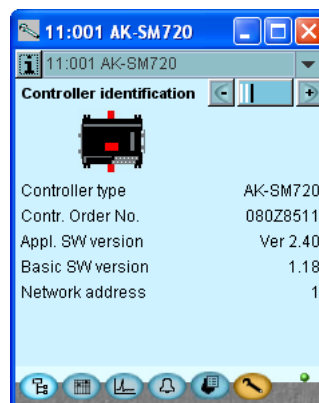 11:001 AK-SM720
11:001 AK-SM720
Controller identification
Controller type AK-SM720
Contr. Order No. 080Z8511
Appl. SW version Ver 2.40
Basic SW version 1.18
Network address 1